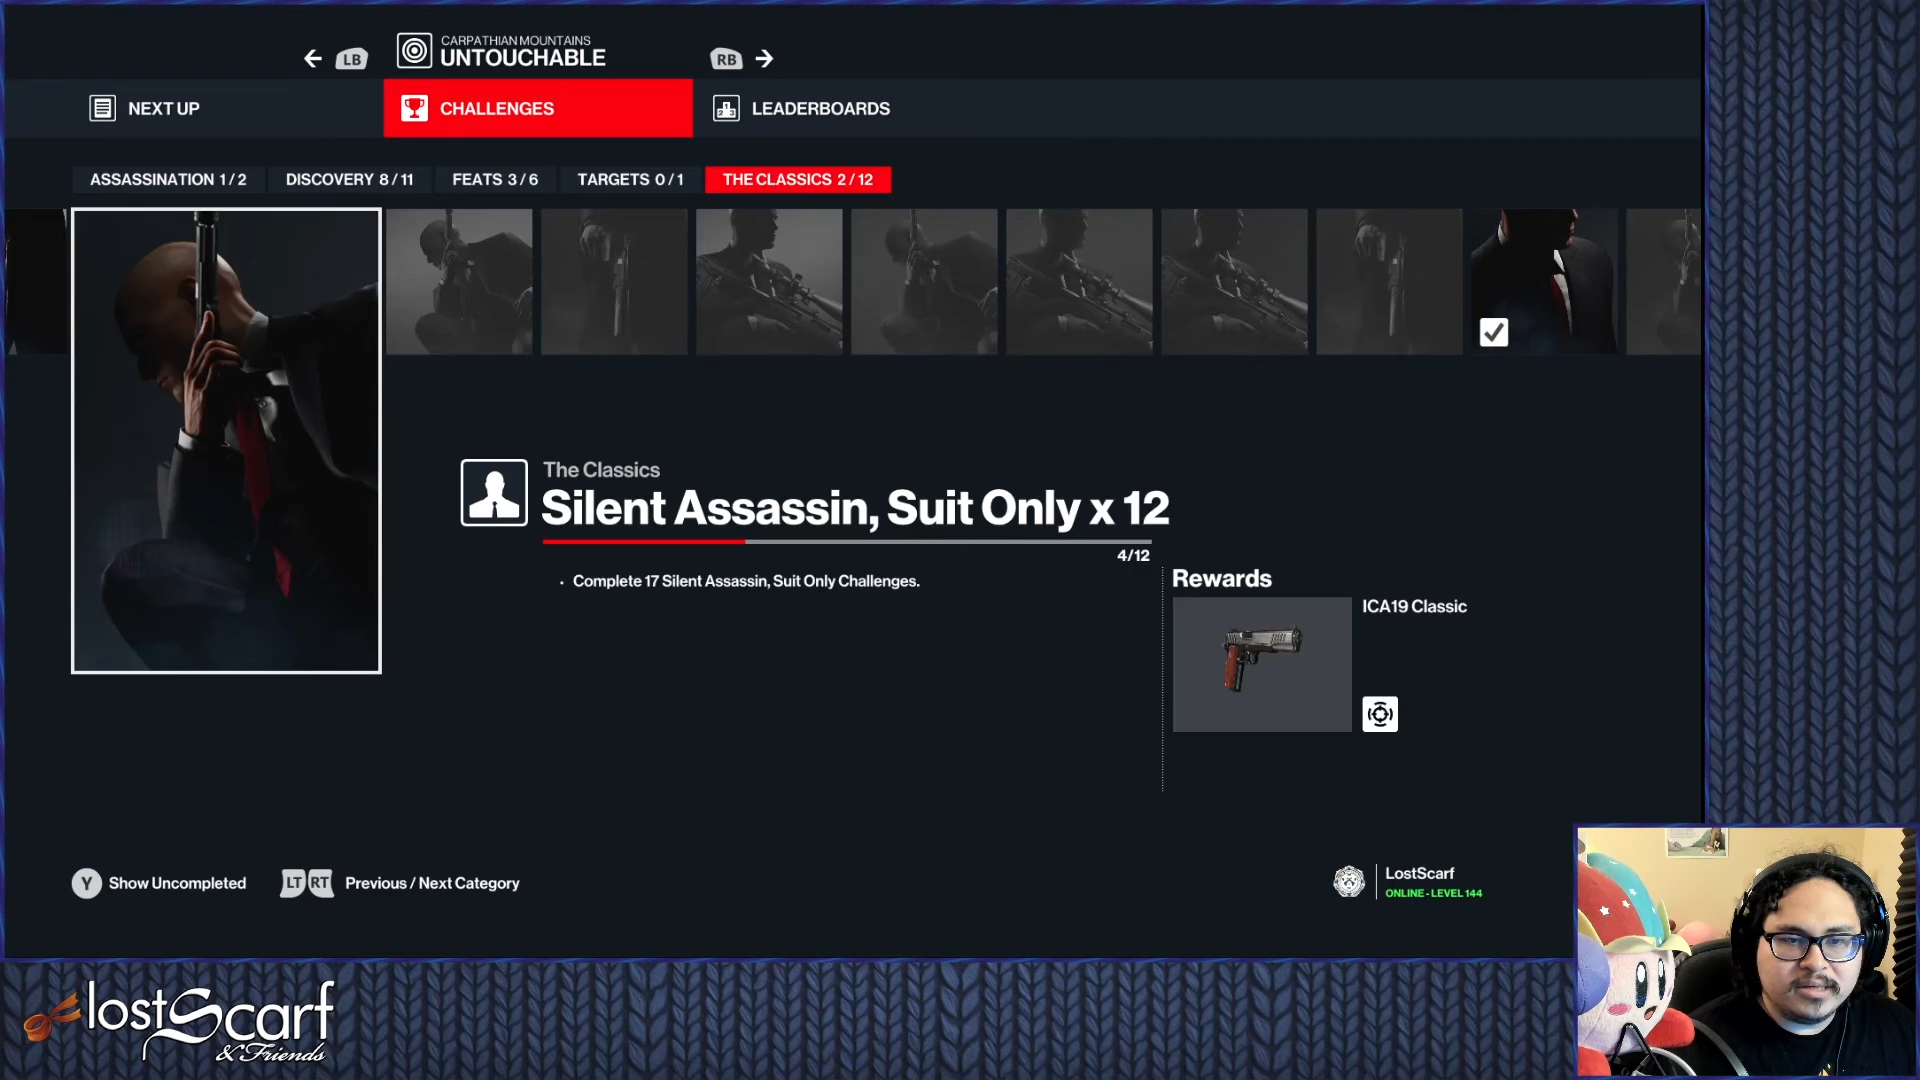 LB
CARPATHIAN MOUNTAINS
UNTOUCHABLE
RB
NEXT UP
CHALLENGES
LEADERBOARDS
ASSASSINATION 1 / 2
DISCOVERY 8 / 11
FEATS 3 / 6
TARGETS 0 / 1
THE CLASSICS 2 / 12
The Classics
Silent Assassin, Suit Only x 12
4/12
• Complete 17 Silent Assassin, Suit Only Challenges.
Rewards
ICA19 Classic
Y Show Uncompleted
LT RT Previous / Next Category
LostScarf
ONLINE - LEVEL 144
lostScarf
& Friends